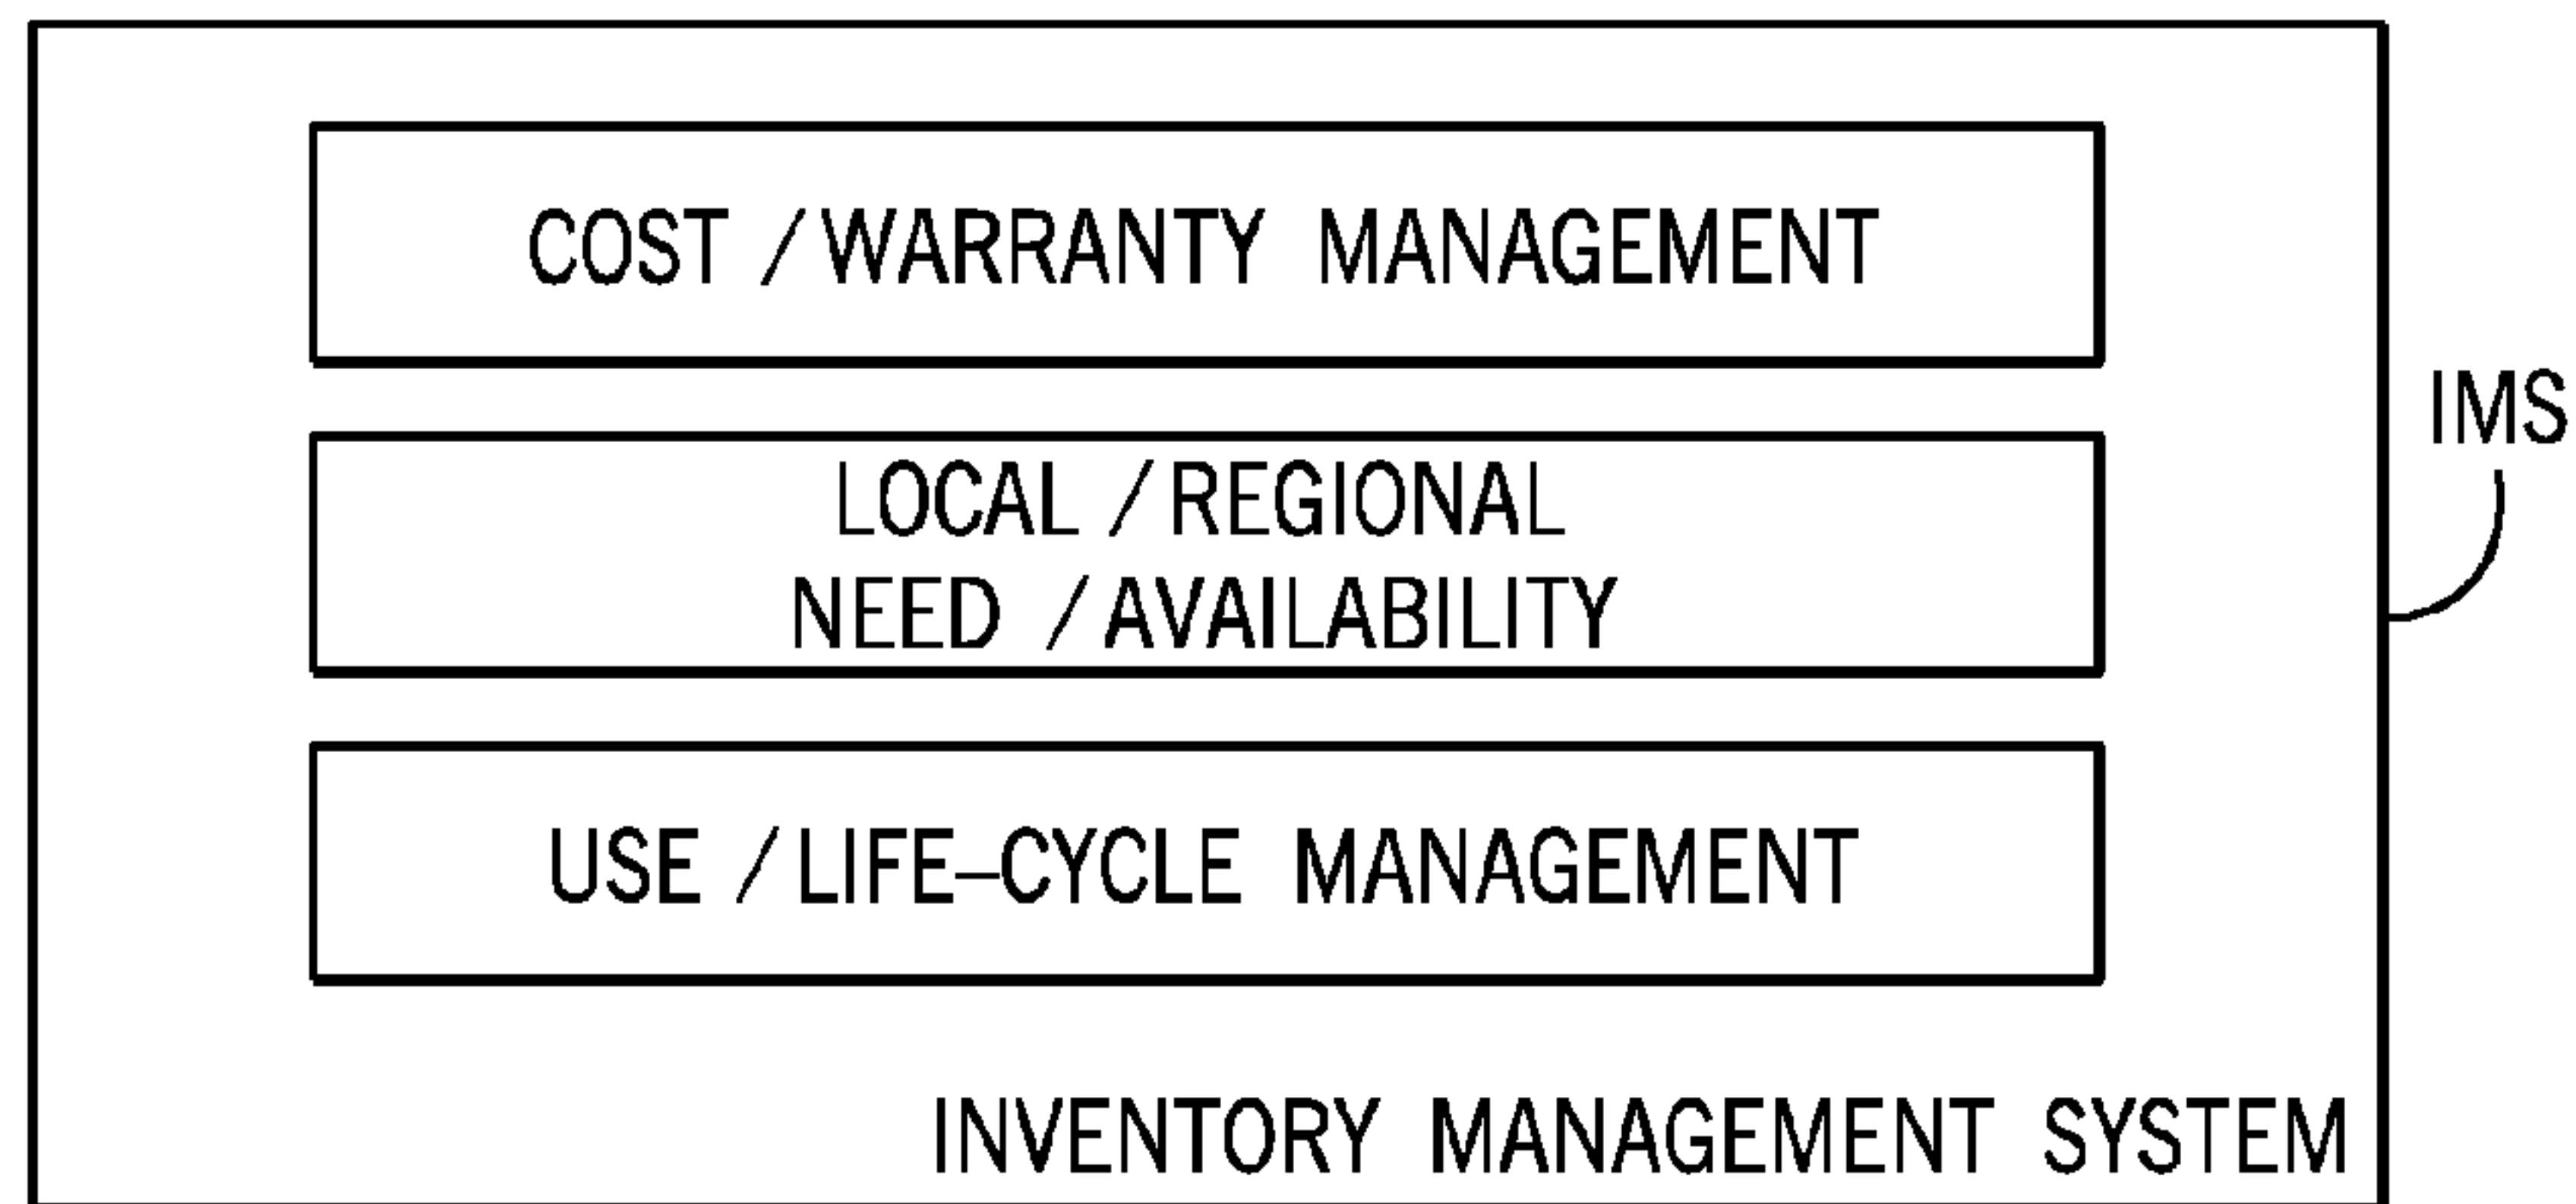 COST / WARRANTY MANAGEMENT
LOCAL / REGIONAL
NEED / AVAILABILITY
IMS
USE / LIFE-CYCLE MANAGEMENT
INVENTORY MANAGEMENT SYSTEM